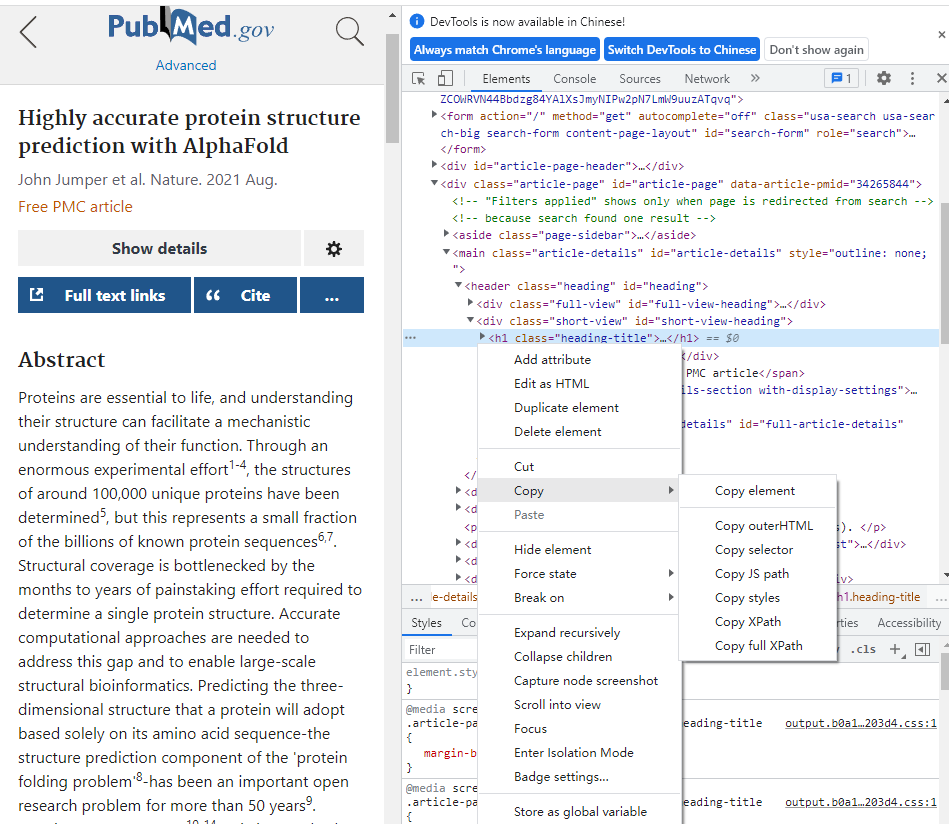 PubMed.gov
Advanced
Highly accurate protein structure
prediction with AlphaFold
John Jumper et al. Nature. 2021 Aug.
Free PMC article
Show details
Full text links
Cite
...
Abstract
Proteins are essential to life, and understanding
their structure can facilitate a mechanistic
understanding of their function. Through an
enormous experimental effort1-4, the structures
of around 100,000 unique proteins have been
determined5, but this represents a small fraction
of the billions of known protein sequences6,7.
Structural coverage is bottlenecked by the
months to years of painstaking effort required to
determine a single protein structure. Accurate
computational approaches are needed to
address this gap and to enable large-scale
structural bioinformatics. Predicting the three-
dimensional structure that a protein will adopt
based solely on its amino acid sequence-the
structure prediction component of the 'protein
folding problem'8-has been an important open
research problem for more than 50 years9.
DevTools is now available in Chinese!
Always match Chrome's language
Switch DevTools to Chinese
Don't show again
Elements
Console
Sources
Network
»
1
ZCOWRVN44Bbdzg84YAlXsJmyNIPw2pN7LmW9uuzATqvq">
<form action="/" method="get" autocomplete="off" class="usa-search usa-sear
ch-big search-form content-page-layout" id="search-form" role="search">…
</form>
<div id="article-page-header">…</div>
<div class="article-page" id="article-page" data-article-pmid="34265844">
<!-- "Filters applied" shows only when page is redirected from search -->
<!-- because search found one result -->
<aside class="page-sidebar">…</aside>
<main class="article-details" id="article-details" style="outline: none;
">
<header class="heading" id="heading">
<div class="full-view" id="full-view-heading">…</div>
<div class="short-view" id="short-view-heading">
<h1 class="heading-title">…</h1> == $0
</div>
PMC article</span>
ls-section with-display-settings">…
details" id="full-article-details"
</
<d
<d
<p
s). </p>
<d
st">…</div>
<d
<d
iv>
Add attribute
Edit as HTML
Duplicate element
Delete element
Cut
Copy
Paste
Hide element
Force state
Break on
Expand recursively
Collapse children
Capture node screenshot
Scroll into view
Focus
Enter Isolation Mode
Badge settings...
Store as global variable
Copy element
Copy outerHTML
Copy selector
Copy JS path
Copy styles
Copy XPath
Copy full XPath
...
le-details
h1.heading-title
...
Styles
Co
rties
Accessibility
Filter
.cls
element.sty
}
@media scre
.article-pa
eading-title
output.b0a1…203d4.css:1
{
margin-b
}
@media scre
.article-pa
eading-title
output.b0a1…203d4.css:1
{